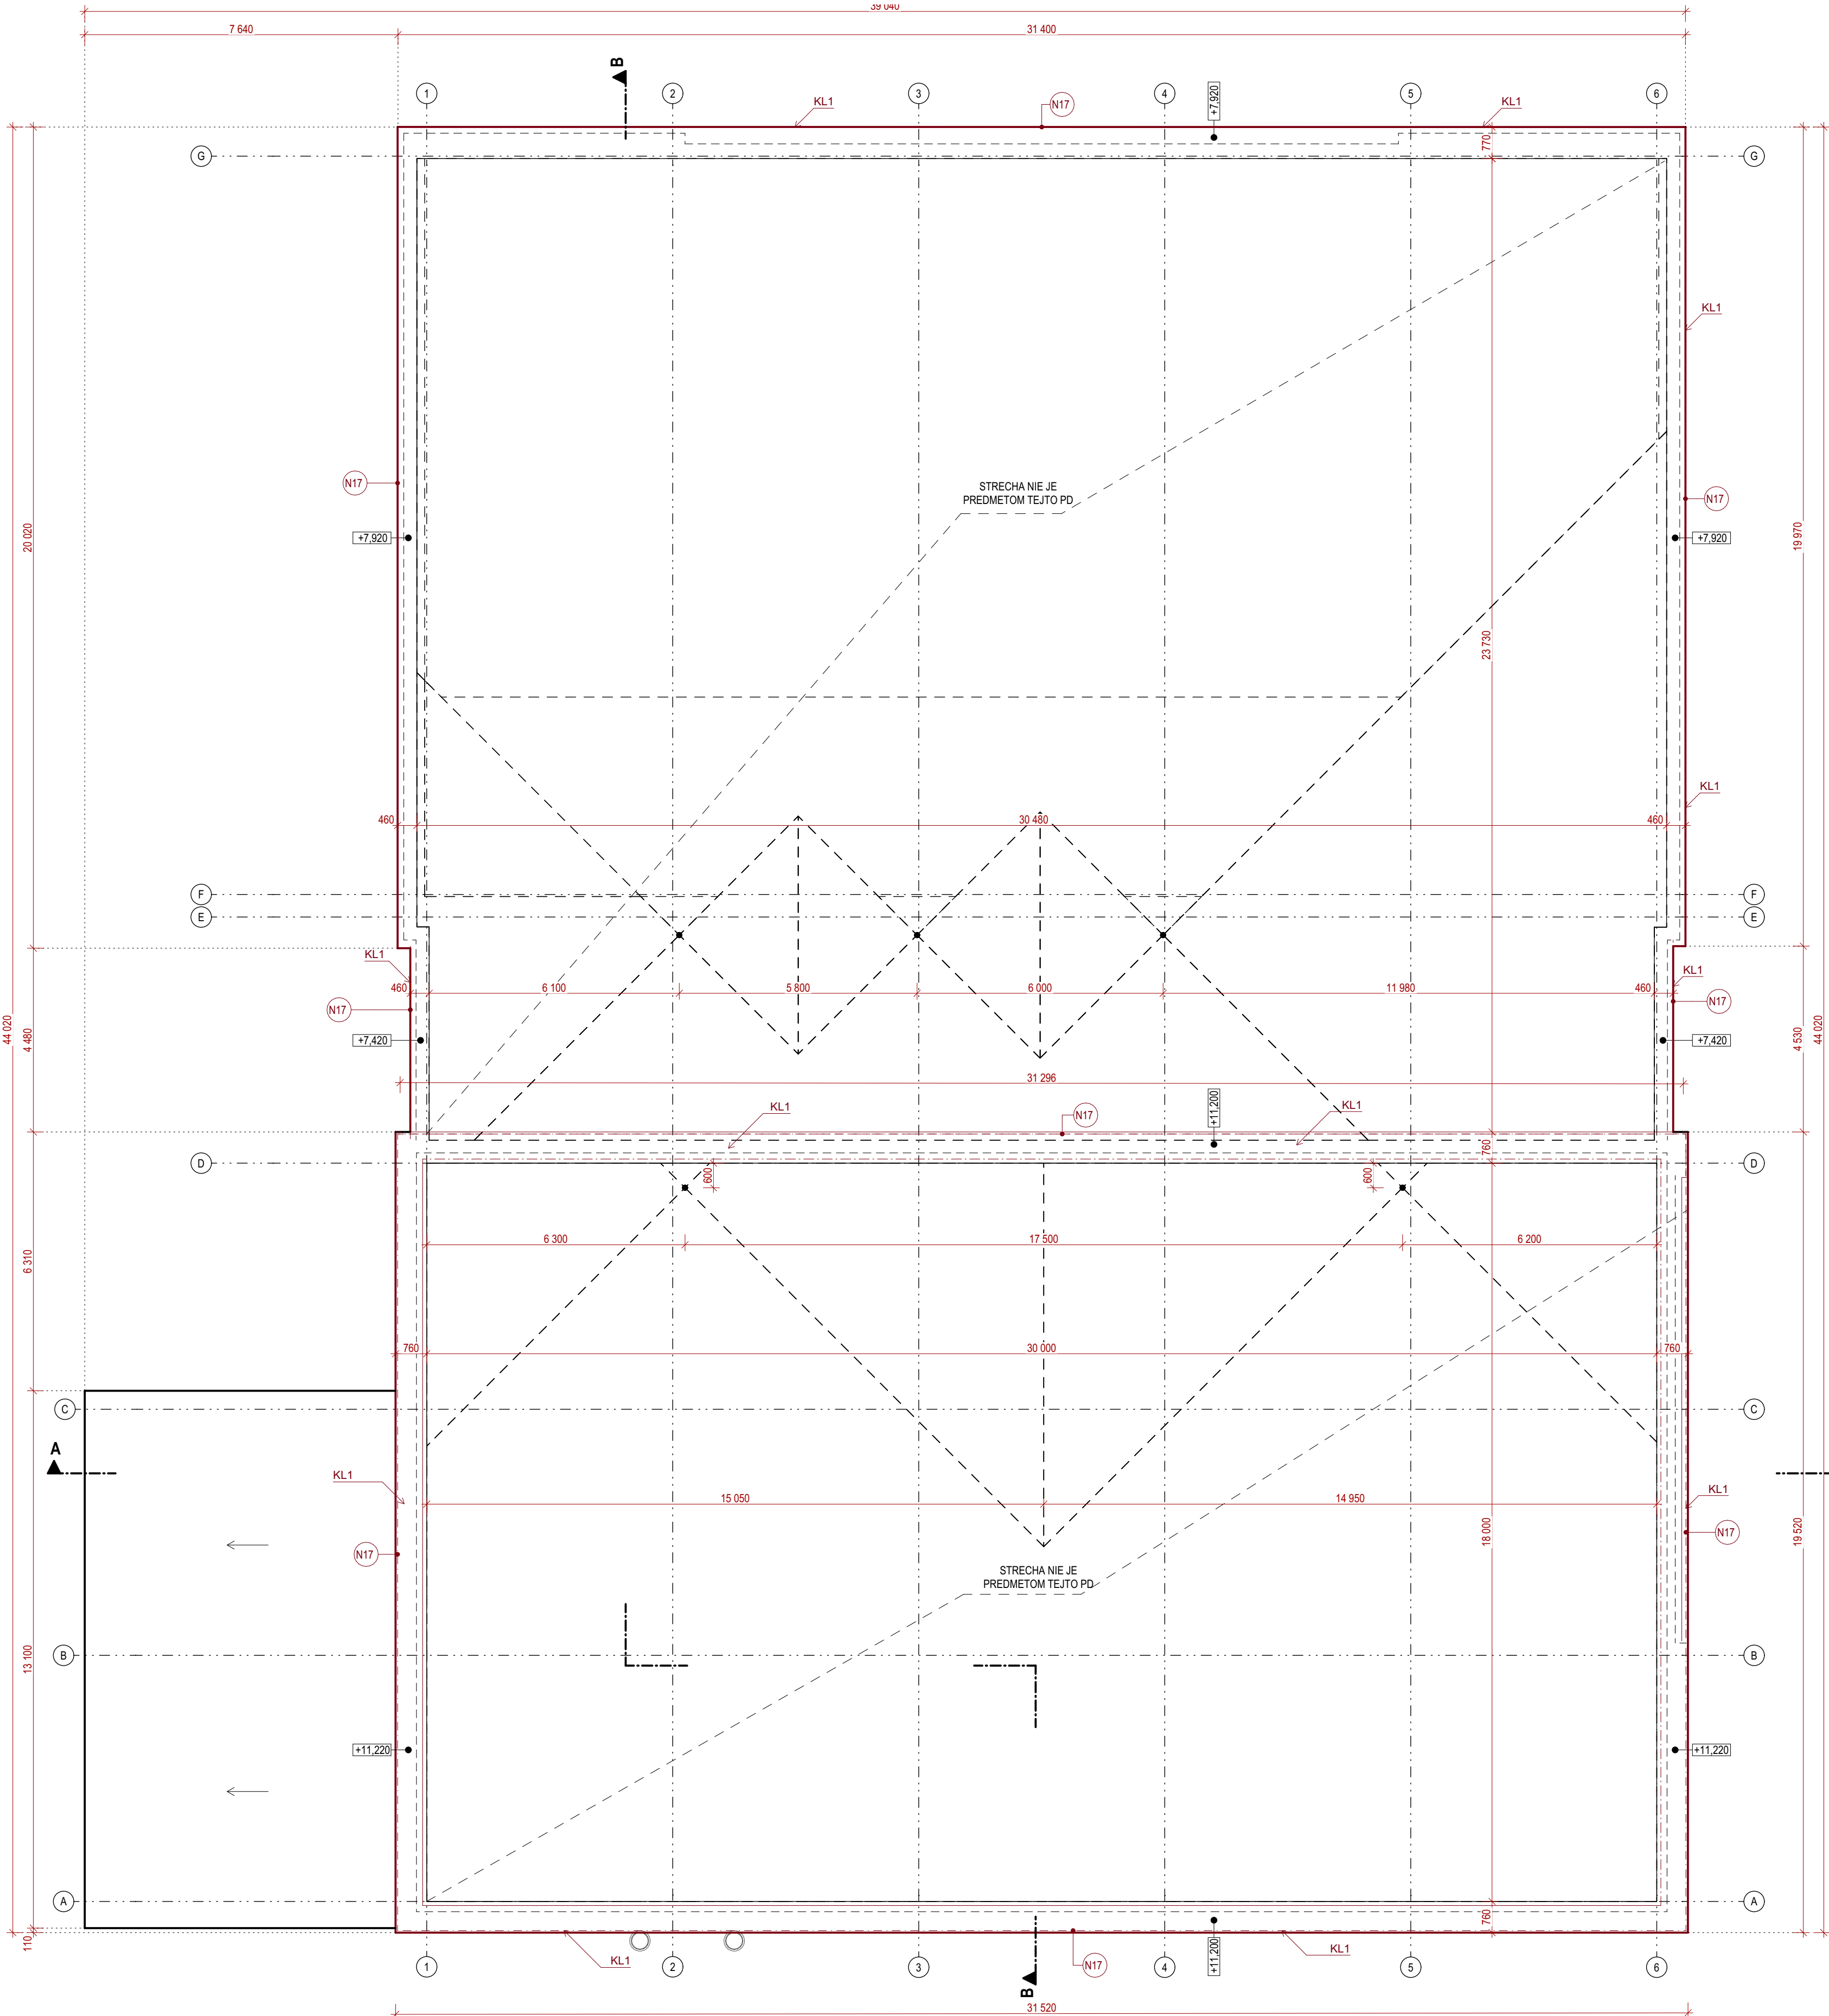 39 040
7 640
31 400
B
1
2
3
4
5
6
KL1
N17
+7,920
KL1
770
G
G
KL1
N17
STRECHA NIE JE
PREDMETOM TEJTO PD
N17
+7,920
+7,920
20 020
19 970
23 730
KL1
460
30 480
460
F
F
E
E
KL1
KL1
460
6 100
5 800
6 000
11 980
460
N17
N17
+7,420
+7,420
44 020
4 480
4 530
44 020
31 296
KL1
N17
+11,200
KL1
760
D
D
600
600
6 310
6 300
17 500
6 200
760
30 000
760
C
C
A
KL1
KL1
15 050
14 950
18 000
19 520
N17
N17
STRECHA NIE JE
PREDMETOM TEJTO PD
13 100
B
B
+11,220
+11,220
A
A
760
110
KL1
N17
+11,200
KL1
1
2
3
4
5
6
B
31 520